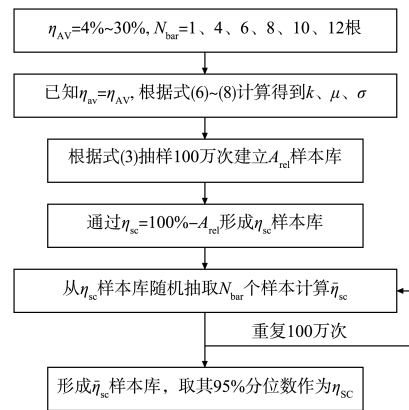 η_AV=4%~30%, N_bar=1、4、6、8、10、12根
已知η_av=η_AV, 根据式(6)~(8)计算得到k、μ、σ
根据式(3)抽样100万次建立A_rel样本库
通过η_sc=100%−A_rel形成η_sc样本库
从η_sc样本库随机抽取N_bar个样本计算η̄_sc
重复100万次
形成η̄_sc样本库，取其95%分位数作为η_SC